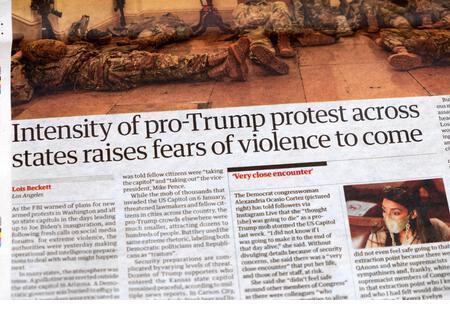 Intensity of pro-Trump protest across
states raises fears of violence to come
Lois Beckett
Los Angeles
As the FBI warned of plans for new
armed protests in Washington and all
50 state capitols in the days leading
up to Joe Biden's inauguration, and
following fresh calls on social media
forums for extreme violence, the
authorities were yesterday making
operational and intelligence prepara-
tions to deal with what might happen
next.
In many states, the atmosphere was
was told fellow citizens were "taking
the capitol" and "taking out" the vice-
president, Mike Pence.
While the mob of thousands that
invaded the US Capitol on 6 January,
threatened lawmakers and fellow citi-
zens in cities across the country, the
pro-Trump crowds elsewhere were
much smaller, attracting dozens to
hundreds of people. But they used the
same extreme rhetoric, labelling both
Democratic politicians and Republi-
cans as "traitors".
Security preparations are com-
plicated by varying levels of threat.
Dozens of Trump supporters who
entered the Kansas state capitol
remained peaceful, according to mul-
tiple news reports. In Carson City,
'Very close encounter'
The Democrat congresswoman
Alexandria Ocasio Cortez (pictured
right) has told followers via
Instagram Live that she "thought
[she] was going to die" as a pro-
Trump mob stormed the US Capitol
last week. "I did not know if I
was going to make it to the end of
that day alive," she said. Without
divulging details because of security
concerns, she said there was a "very
close encounter" that put her life,
and those of her staff, at risk.
She said she "didn't feel safe
around other members of Congress"
as there were colleagues "who
did not even feel safe going to that
extraction point because there were
QAnons and white supremacist
sympathisers and, frankly, white
supremacist members of Congress
in that extraction point who I know
and who I had felt would disclose
Kenya Evelyn